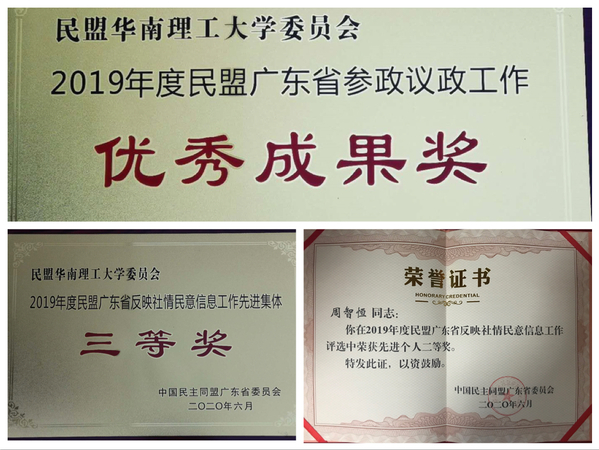 民盟华南理工大学委员会
2019年度民盟广东省参政议政工作
优秀成果奖
民盟华南理工大学委员会
2019年度民盟广东省反映社情民意信息工作先进集体
三等奖
中国民主同盟广东省委员会
二〇二〇年六月
荣誉证书
HONORARY CREDENTIAL
周智恒 同志：
你在2019年度民盟广东省反映社情民意信息工作
评选中荣获先进个人二等奖。
特发此证，以资鼓励。
中国民主同盟广东省委员会
二〇二〇年六月